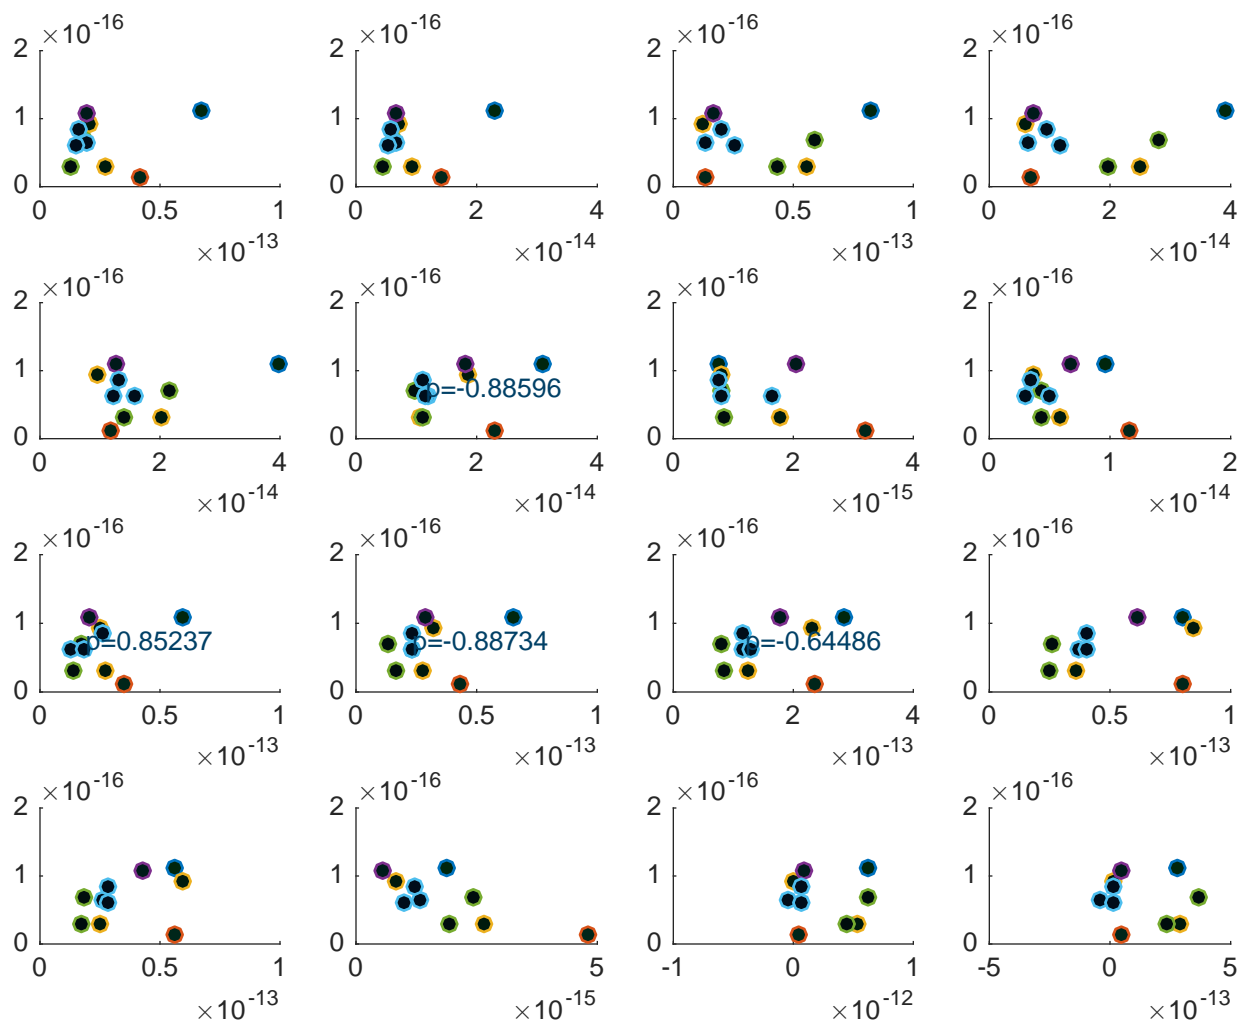 ×10-16 ×10-16 ×10-16 ×10-16
2 2 2 2
1 1 1 1
0 0 0 0
0 0.5 1 0 2 4 0 0.5 1 0 2 4
×10-13 ×10-14 ×10-13 ×10-14
×10-16 ×10-16 ×10-16 ×10-16
2 2 2 2
1 1 1 1
ρ=-0.88596
0 0 0 0
0 2 4 0 2 4 0 2 4 0 1 2
×10-14 ×10-14 ×10-15 ×10-14
×10-16 ×10-16 ×10-16 ×10-16
2 2 2 2
1 1 1 1
ρ=0.85237 ρ=-0.88734 ρ=-0.64486
0 0 0 0
0 0.5 1 0 0.5 1 0 2 4 0 0.5 1
×10-13 ×10-13 ×10-13 ×10-13
×10-16 ×10-16 ×10-16 ×10-16
2 2 2 2
1 1 1 1
0 0 0 0
0 0.5 1 0 5 -1 0 1 -5 0 5
×10-13 ×10-15 ×10-12 ×10-13